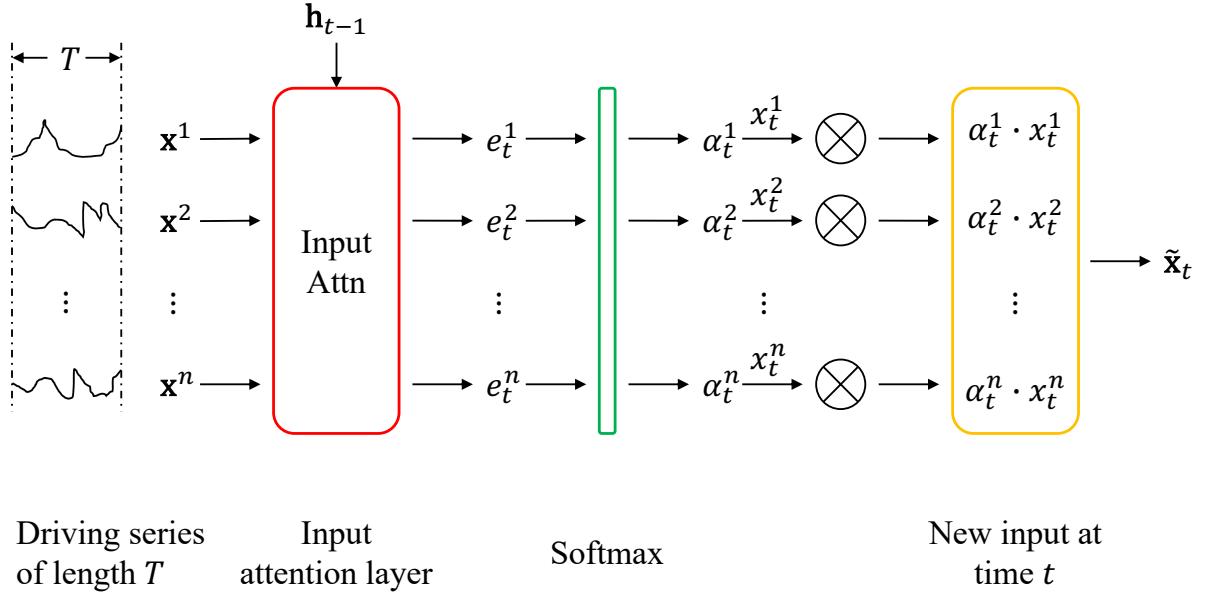 𝐡_{t−1}
T
𝐱^1 e_t^1 α_t^1 x_t^1 α_t^1 · x_t^1
𝐱^2 e_t^2 α_t^2 x_t^2 α_t^2 · x_t^2
Input
Attn
𝐱̃_t
⋮ ⋮ ⋮ ⋮ ⋮
𝐱^n e_t^n α_t^n x_t^n α_t^n · x_t^n
Driving series
of length T
Input
attention layer
Softmax
New input at
time t